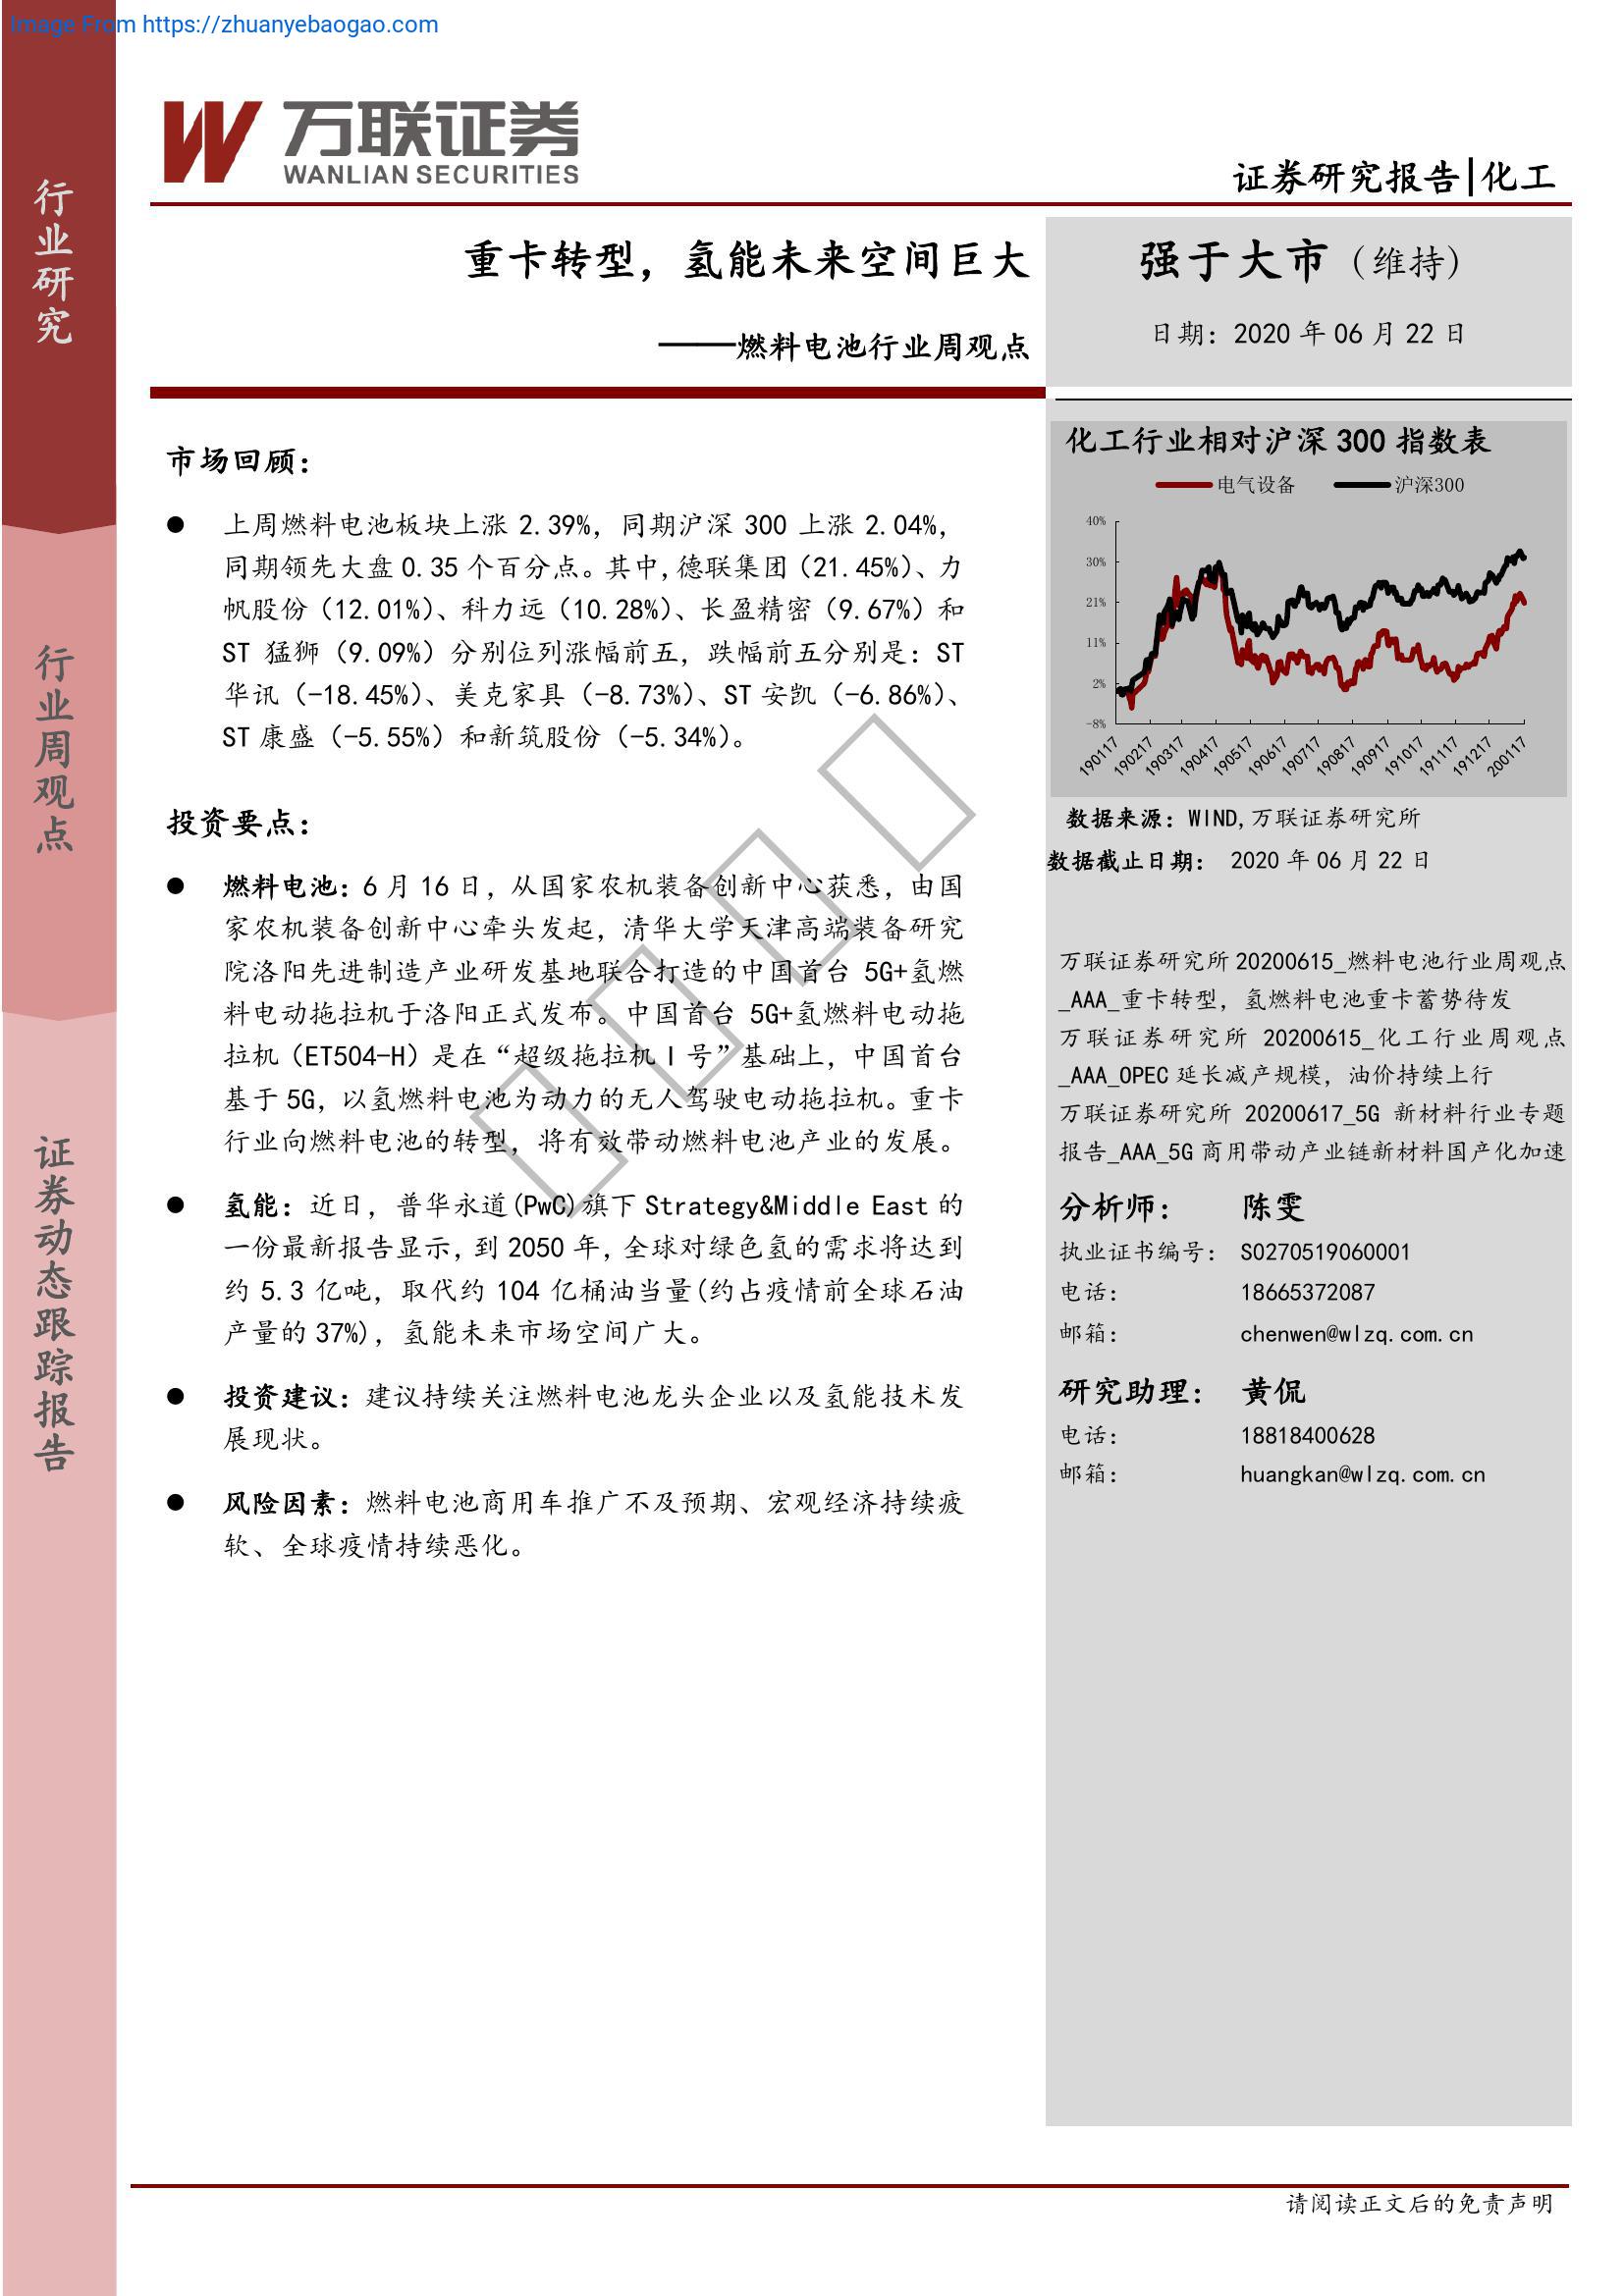 Image From https://zhuanyebaogao.com
万联证券
WANLIAN SECURITIES
证券研究报告|化工
行业研究
行业周观点
证券动态跟踪报告
重卡转型，氢能未来空间巨大
——燃料电池行业周观点
强于大市（维持）
日期：2020 年 06 月 22 日
市场回顾：
● 上周燃料电池板块上涨 2.39%，同期沪深 300 上涨 2.04%，
同期领先大盘 0.35 个百分点。其中，德联集团（21.45%）、力
帆股份（12.01%）、科力远（10.28%）、长盈精密（9.67%）和
ST 猛狮（9.09%）分别位列涨幅前五，跌幅前五分别是：ST
华讯（-18.45%）、美克家具（-8.73%）、ST 安凯（-6.86%）、
ST 康盛（-5.55%）和新筑股份（-5.34%）。
投资要点：
● 燃料电池：6 月 16 日，从国家农机装备创新中心获悉，由国
家农机装备创新中心牵头发起，清华大学天津高端装备研究
院洛阳先进制造产业研发基地联合打造的中国首台 5G+氢燃
料电动拖拉机于洛阳正式发布。中国首台 5G+氢燃料电动拖
拉机（ET504-H）是在“超级拖拉机 I 号”基础上，中国首台
基于 5G，以氢燃料电池为动力的无人驾驶电动拖拉机。重卡
行业向燃料电池的转型，将有效带动燃料电池产业的发展。
● 氢能：近日，普华永道(PwC)旗下 Strategy&Middle East 的
一份最新报告显示，到 2050 年，全球对绿色氢的需求将达到
约 5.3 亿吨，取代约 104 亿桶油当量(约占疫情前全球石油
产量的 37%)，氢能未来市场空间广大。
● 投资建议：建议持续关注燃料电池龙头企业以及氢能技术发
展现状。
● 风险因素：燃料电池商用车推广不及预期、宏观经济持续疲
软、全球疫情持续恶化。
化工行业相对沪深 300 指数表
电气设备 沪深300
40%
30%
21%
11%
2%
-8%
190117 190217 190317 190417 190517 190617 190717 190817 190917 191017 191117 191217 200117
数据来源：WIND,万联证券研究所
数据截止日期： 2020 年 06 月 22 日
万联证券研究所 20200615_燃料电池行业周观点
_AAA_重卡转型，氢燃料电池重卡蓄势待发
万联证券研究所 20200615_化工行业周观点
_AAA_OPEC 延长减产规模，油价持续上行
万联证券研究所 20200617_5G 新材料行业专题
报告_AAA_5G 商用带动产业链新材料国产化加速
分析师： 陈雯
执业证书编号： S0270519060001
电话： 18665372087
邮箱： chenwen@wlzq.com.cn
研究助理： 黄侃
电话： 18818400628
邮箱： huangkan@wlzq.com.cn
请阅读正文后的免责声明